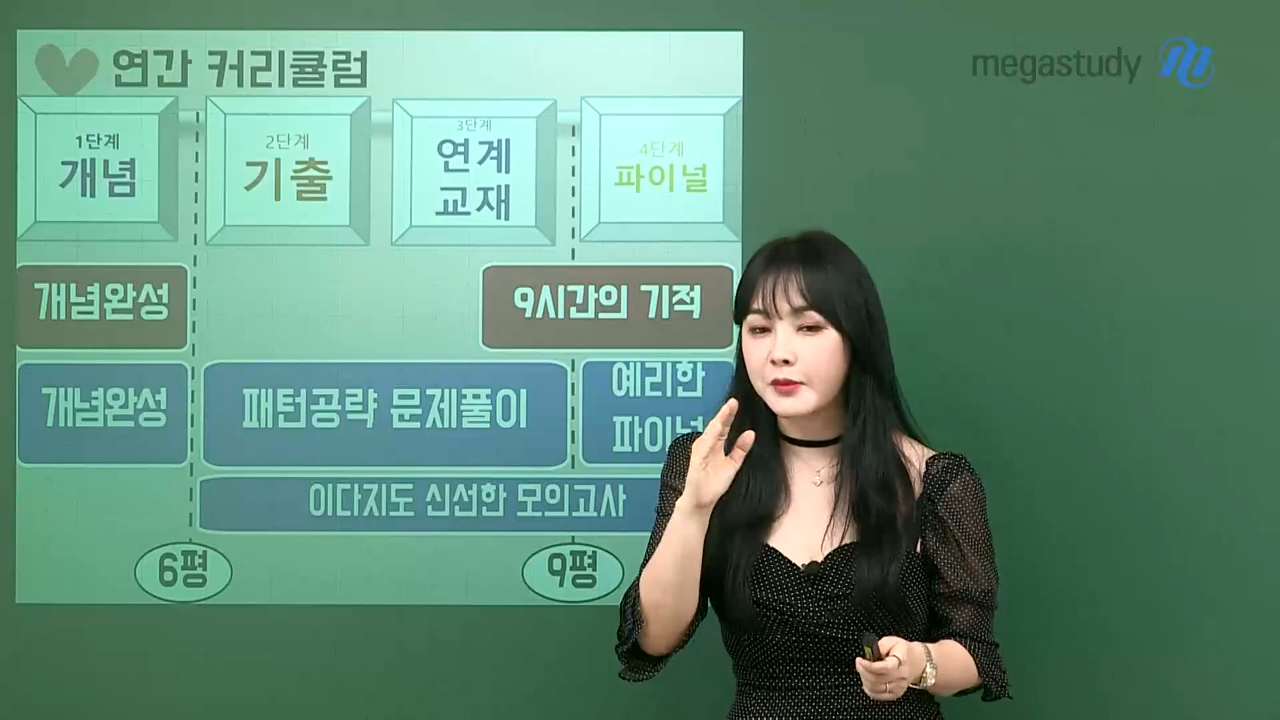 연간 커리큘럼
megastudy
1단계
개념
2단계
기출
3단계
연계
교재
4단계
파이널
개념완성
9시간의 기적
개념완성
패턴공략 문제풀이
예리한
파이널
이다지도 신선한 모의고사
6평
9평